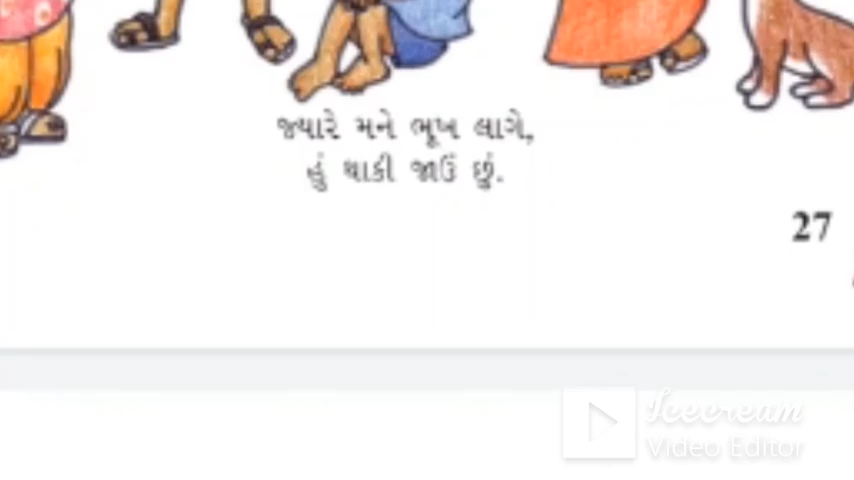 જ્યારે મને ભૂખ લાગે,
હું થાકી જાઉં છું.
27
Icecream
Video Editor